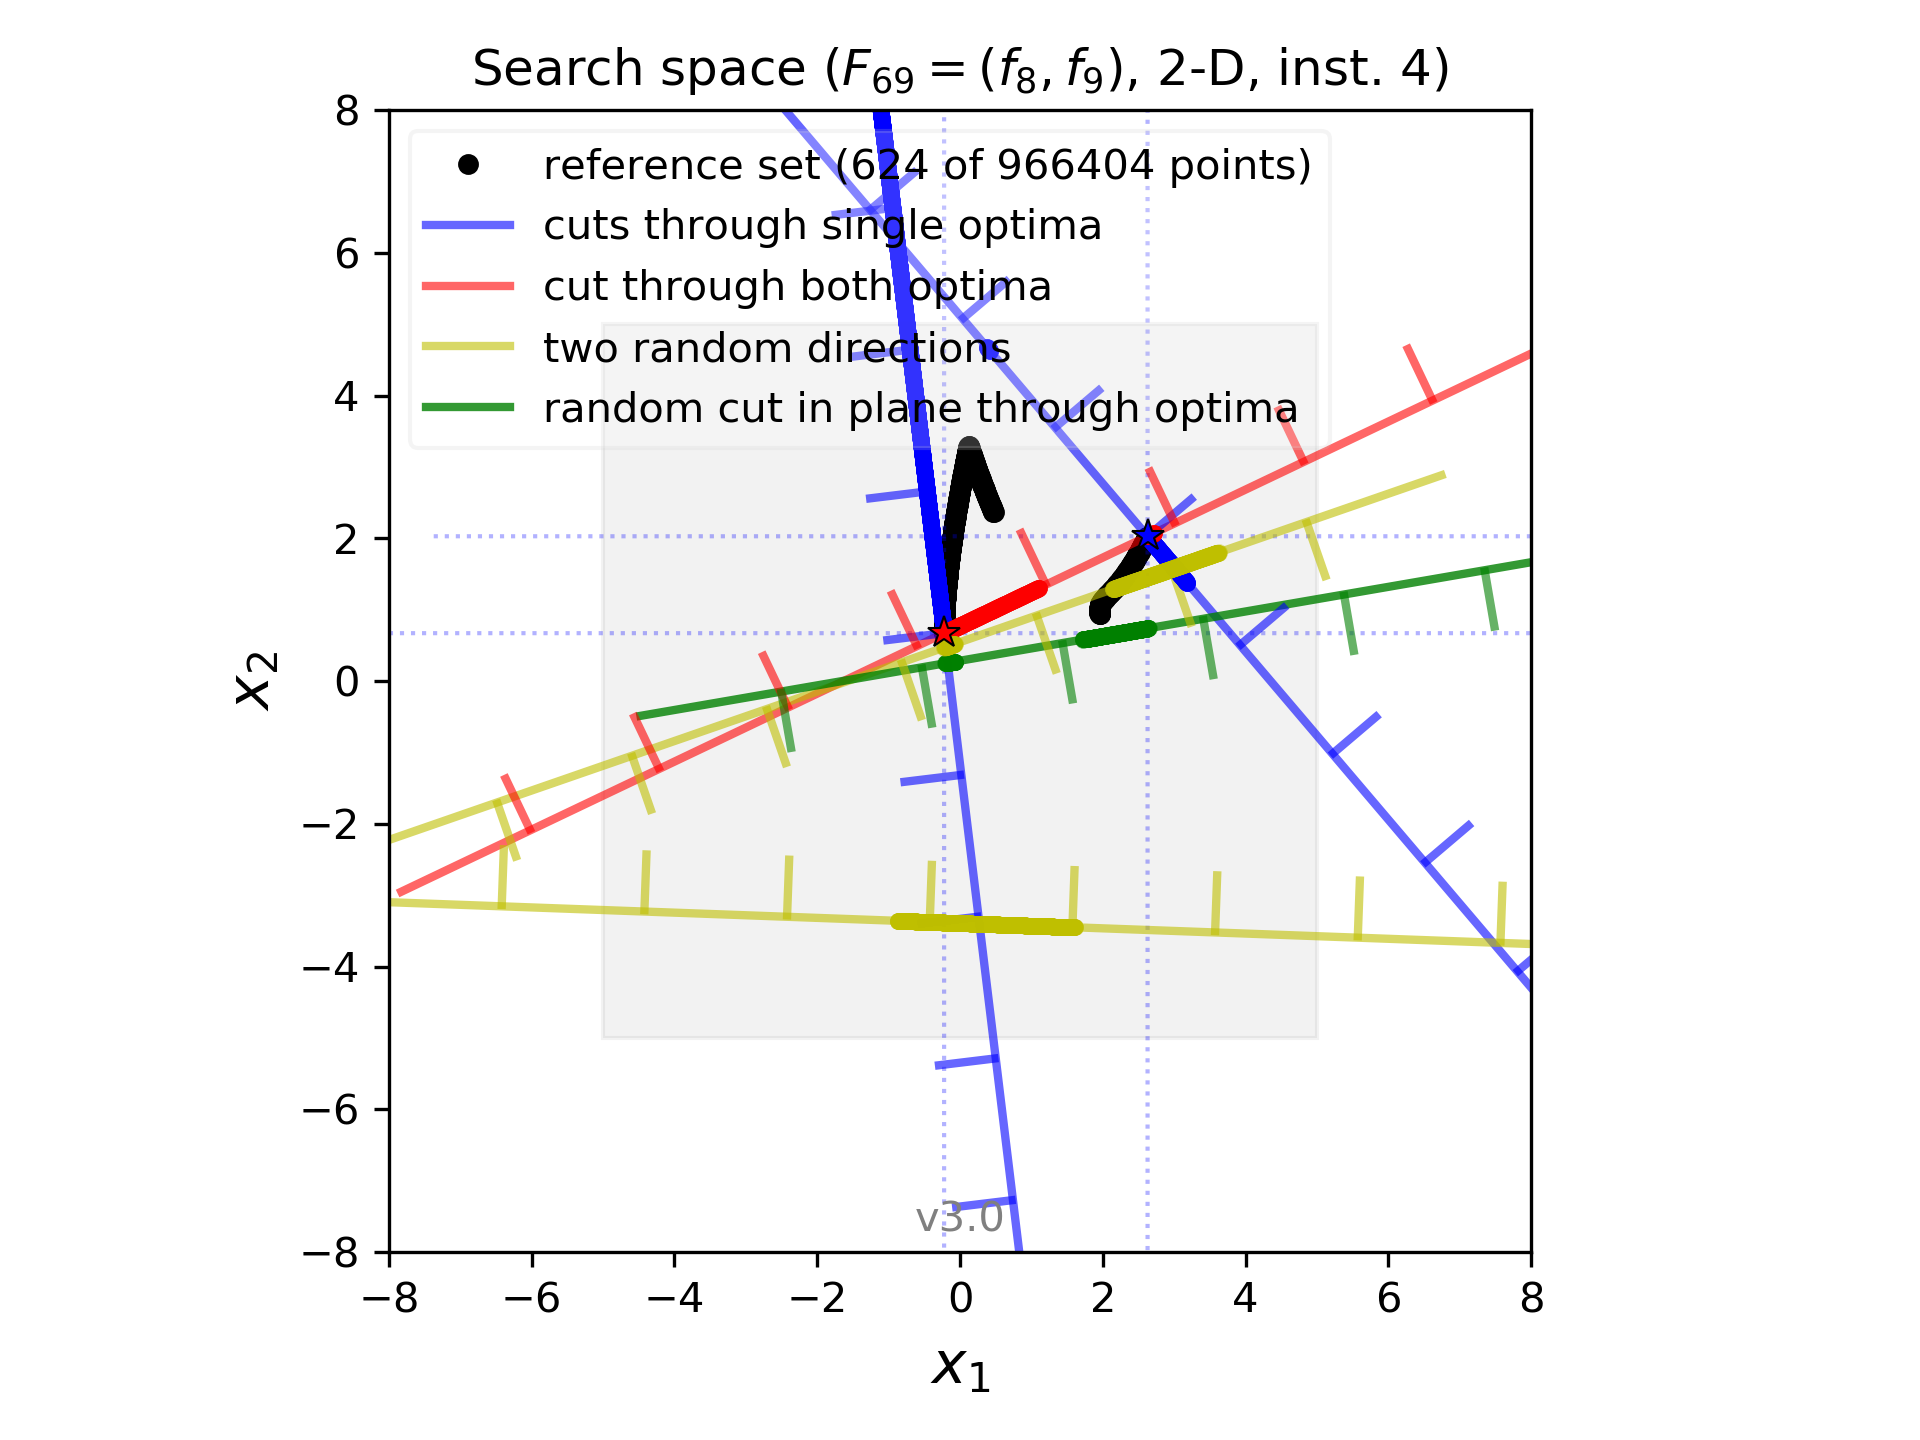 Search space (F69 = (f8, f9), 2-D, inst. 4)
reference set (624 of 966404 points)
cuts through single optima
cut through both optima
two random directions
random cut in plane through optima
8
6
4
2
0
−2
−4
−6
−8
x2
v3.0
−8 −6 −4 −2 0 2 4 6 8
x1